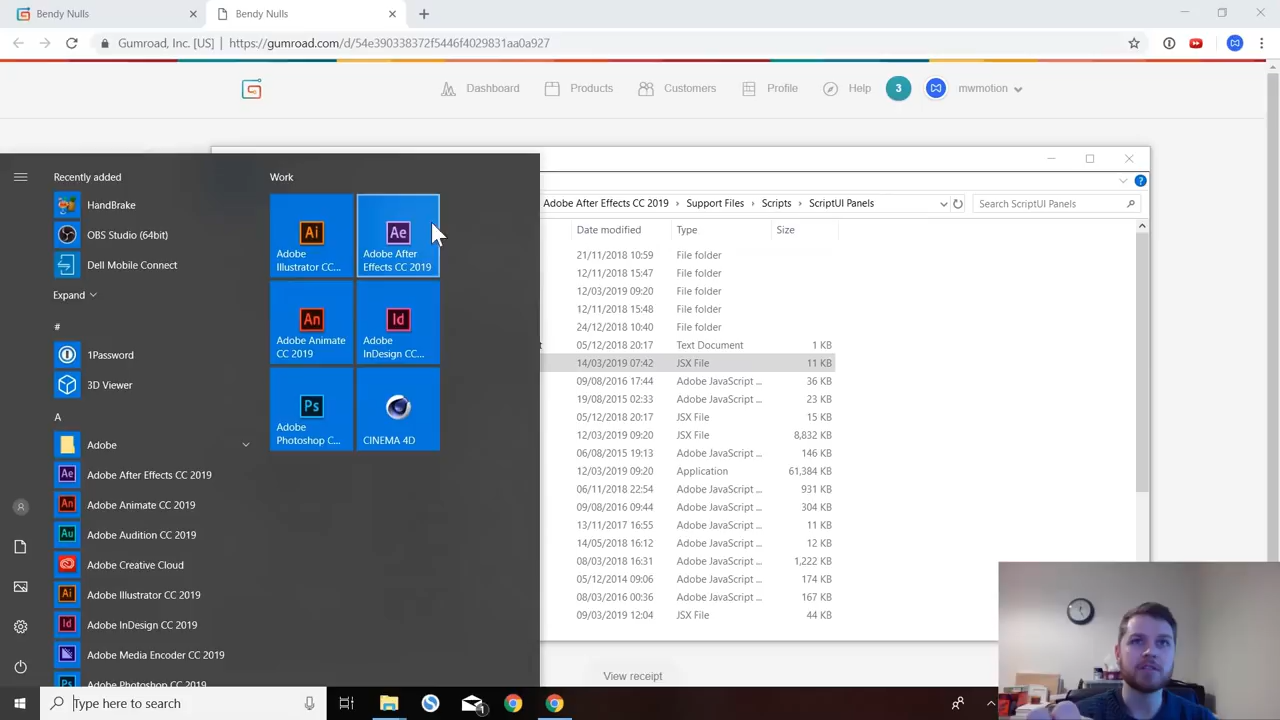 Bendy Nulls
Bendy Nulls
Gumroad, Inc. [US]
https://gumroad.com/d/54e390338372f5446f4029831aa0a927
Dashboard
Products
Customers
Profile
Help
3
mwmotion
Recently added
HandBrake
OBS Studio (64bit)
Dell Mobile Connect
Expand
#
1Password
3D Viewer
A
Adobe
Adobe After Effects CC 2019
Adobe Animate CC 2019
Adobe Audition CC 2019
Adobe Creative Cloud
Adobe Illustrator CC 2019
Adobe InDesign CC 2019
Adobe Media Encoder CC 2019
Adobe Photoshop CC 2019
Work
Ai
Adobe
Illustrator CC...
Ae
Adobe After
Effects CC 2019
An
Adobe Animate
CC 2019
Id
Adobe
InDesign CC...
Ps
Adobe
Photoshop C...
CINEMA 4D
Adobe After Effects CC 2019 > Support Files > Scripts > ScriptUI Panels
Search ScriptUI Panels
Date modified Type Size
21/11/2018 10:59 File folder
12/11/2018 15:47 File folder
12/03/2019 09:20 File folder
12/11/2018 15:48 File folder
24/12/2018 10:40 File folder
05/12/2018 20:17 Text Document 1 KB
14/03/2019 07:42 JSX File 11 KB
09/08/2016 17:44 Adobe JavaScript ... 36 KB
19/08/2015 02:33 Adobe JavaScript ... 23 KB
05/12/2018 20:17 JSX File 15 KB
12/03/2019 09:20 JSX File 8,832 KB
06/08/2015 19:13 Adobe JavaScript ... 146 KB
12/03/2019 09:20 Application 61,384 KB
06/11/2018 22:54 Adobe JavaScript ... 931 KB
09/08/2016 09:44 Adobe JavaScript ... 304 KB
13/11/2017 16:55 Adobe JavaScript ... 11 KB
14/05/2018 16:12 Adobe JavaScript ... 12 KB
08/03/2018 16:31 Adobe JavaScript ... 1,222 KB
05/12/2014 09:06 Adobe JavaScript ... 174 KB
08/03/2016 00:36 Adobe JavaScript ... 167 KB
09/03/2019 12:04 JSX File 44 KB
View receipt
Type here to search
1